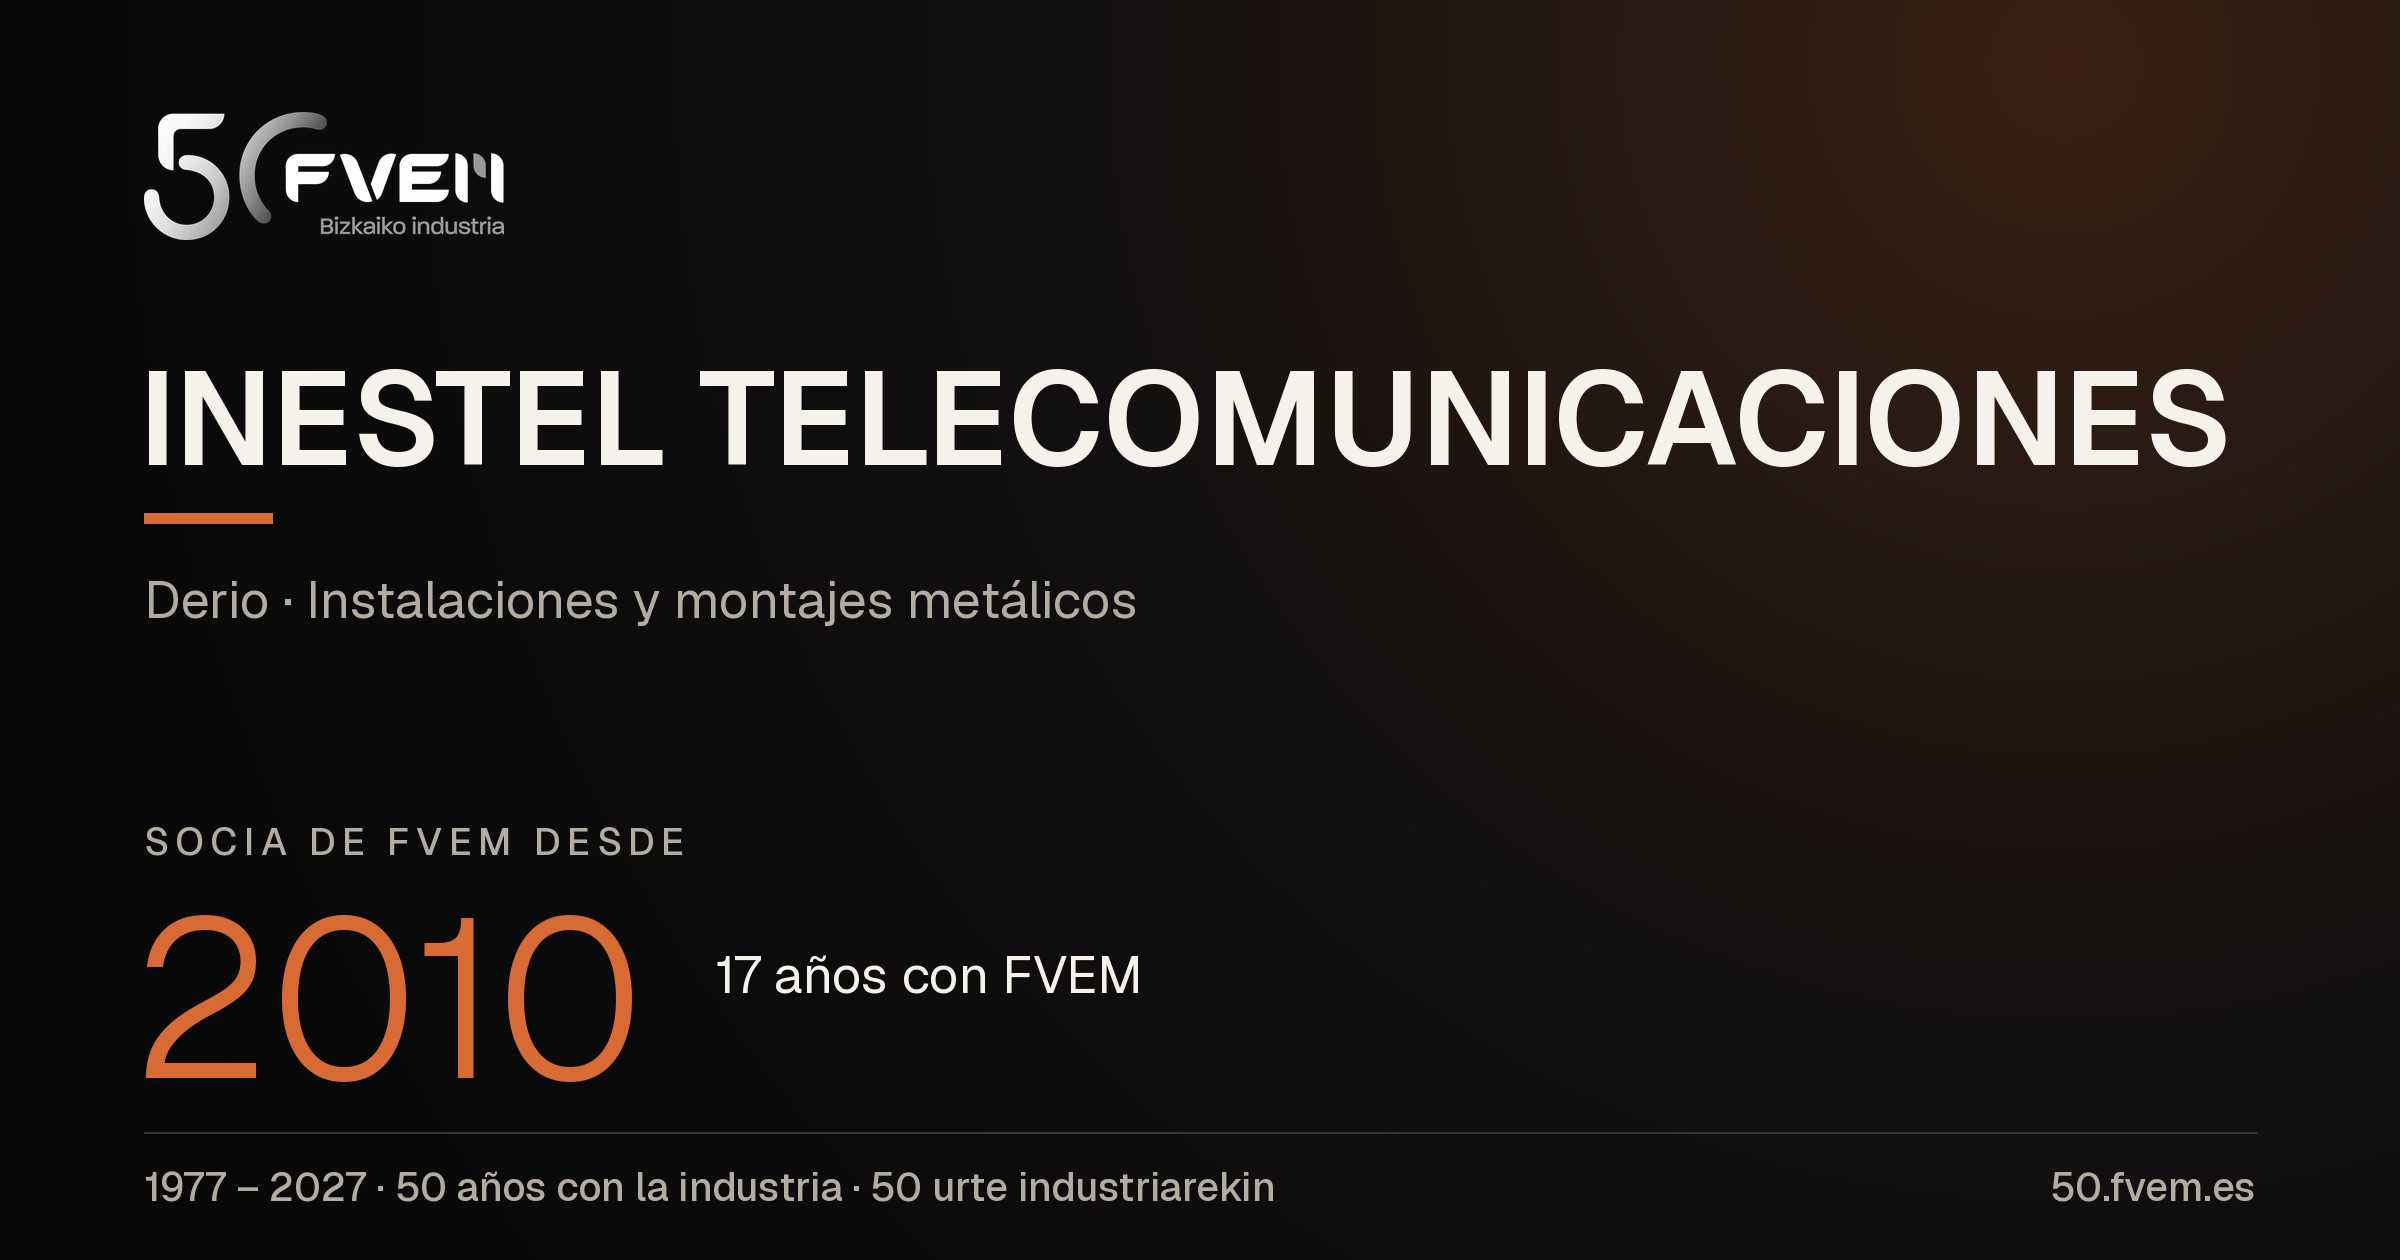 50 FVEM
Bizkaiko industria
INESTEL TELECOMUNICACIONES
Derio · Instalaciones y montajes metálicos
SOCIA DE FVEM DESDE
2010
17 años con FVEM
1977 – 2027 · 50 años con la industria · 50 urte industriarekin
50.fvem.es